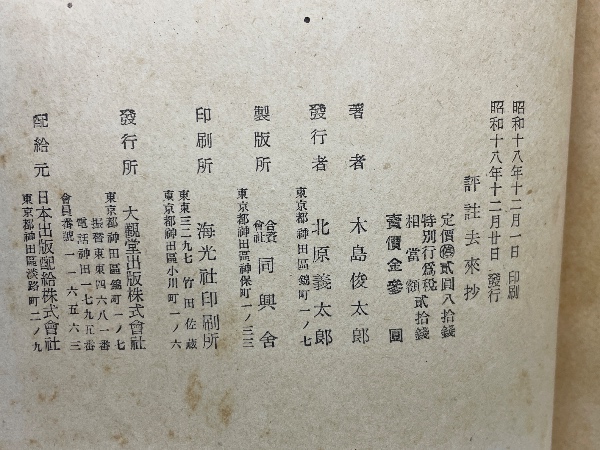 昭和十八年十二月一日 印刷
昭和十八年十二月廿日 發行
評註去來抄
定價㊞貳圓八拾錢
特別行爲税
相當額貳拾錢
賣價金參圓
著者 木島俊太郎
發行者 北原義太郎
東京都神田區錦町一ノ七
製版所 合資會社 同興舍
東京都神田區神保町一ノ三三
印刷所 海光社印刷所
東東三二九七 竹田佐藏
東京都神田區小川町一ノ六
發行所 大觀堂出版株式會社
東京都神田區錦町一ノ七
振替東京四六八一番
電話神田一七九五番
會員番號 一一六五六三
配給元 日本出版配給株式會社
東京都神田區淡路町二ノ九